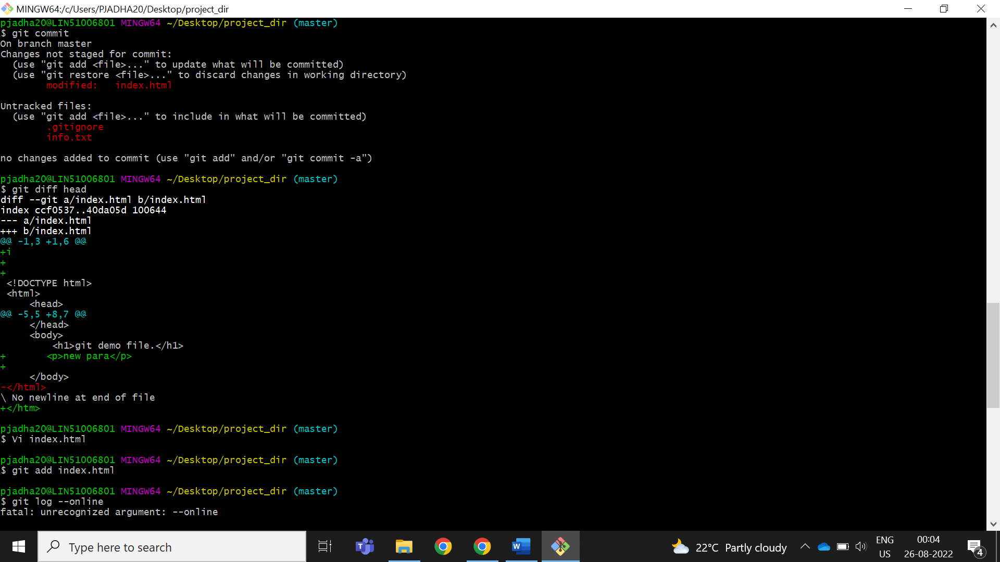 MINGW64:/c/Users/PJADHA20/Desktop/project_dir
pjadha20@LIN51006801 MINGW64 ~/Desktop/project_dir (master)
$ git commit
On branch master
Changes not staged for commit:
  (use "git add <file>..." to update what will be committed)
  (use "git restore <file>..." to discard changes in working directory)
        modified:   index.html

Untracked files:
  (use "git add <file>..." to include in what will be committed)
        .gitignore
        info.txt

no changes added to commit (use "git add" and/or "git commit -a")

pjadha20@LIN51006801 MINGW64 ~/Desktop/project_dir (master)
$ git diff head
diff --git a/index.html b/index.html
index ccf0537..40da05d 100644
--- a/index.html
+++ b/index.html
@@ -1,3 +1,6 @@
+i
+
+
 <!DOCTYPE html>
 <html>
     <head>
@@ -5,5 +8,7 @@
     </head>
     <body>
         <h1>git demo file.</h1>
+       <p>new para</p>
+
     </body>
-</html>
\ No newline at end of file
+</htm>

pjadha20@LIN51006801 MINGW64 ~/Desktop/project_dir (master)
$ Vi index.html

pjadha20@LIN51006801 MINGW64 ~/Desktop/project_dir (master)
$ git add index.html

pjadha20@LIN51006801 MINGW64 ~/Desktop/project_dir (master)
$ git log --online
fatal: unrecognized argument: --online
Type here to search
T
W
22°C Partly cloudy
ENG
US
00:04
26-08-2022
4